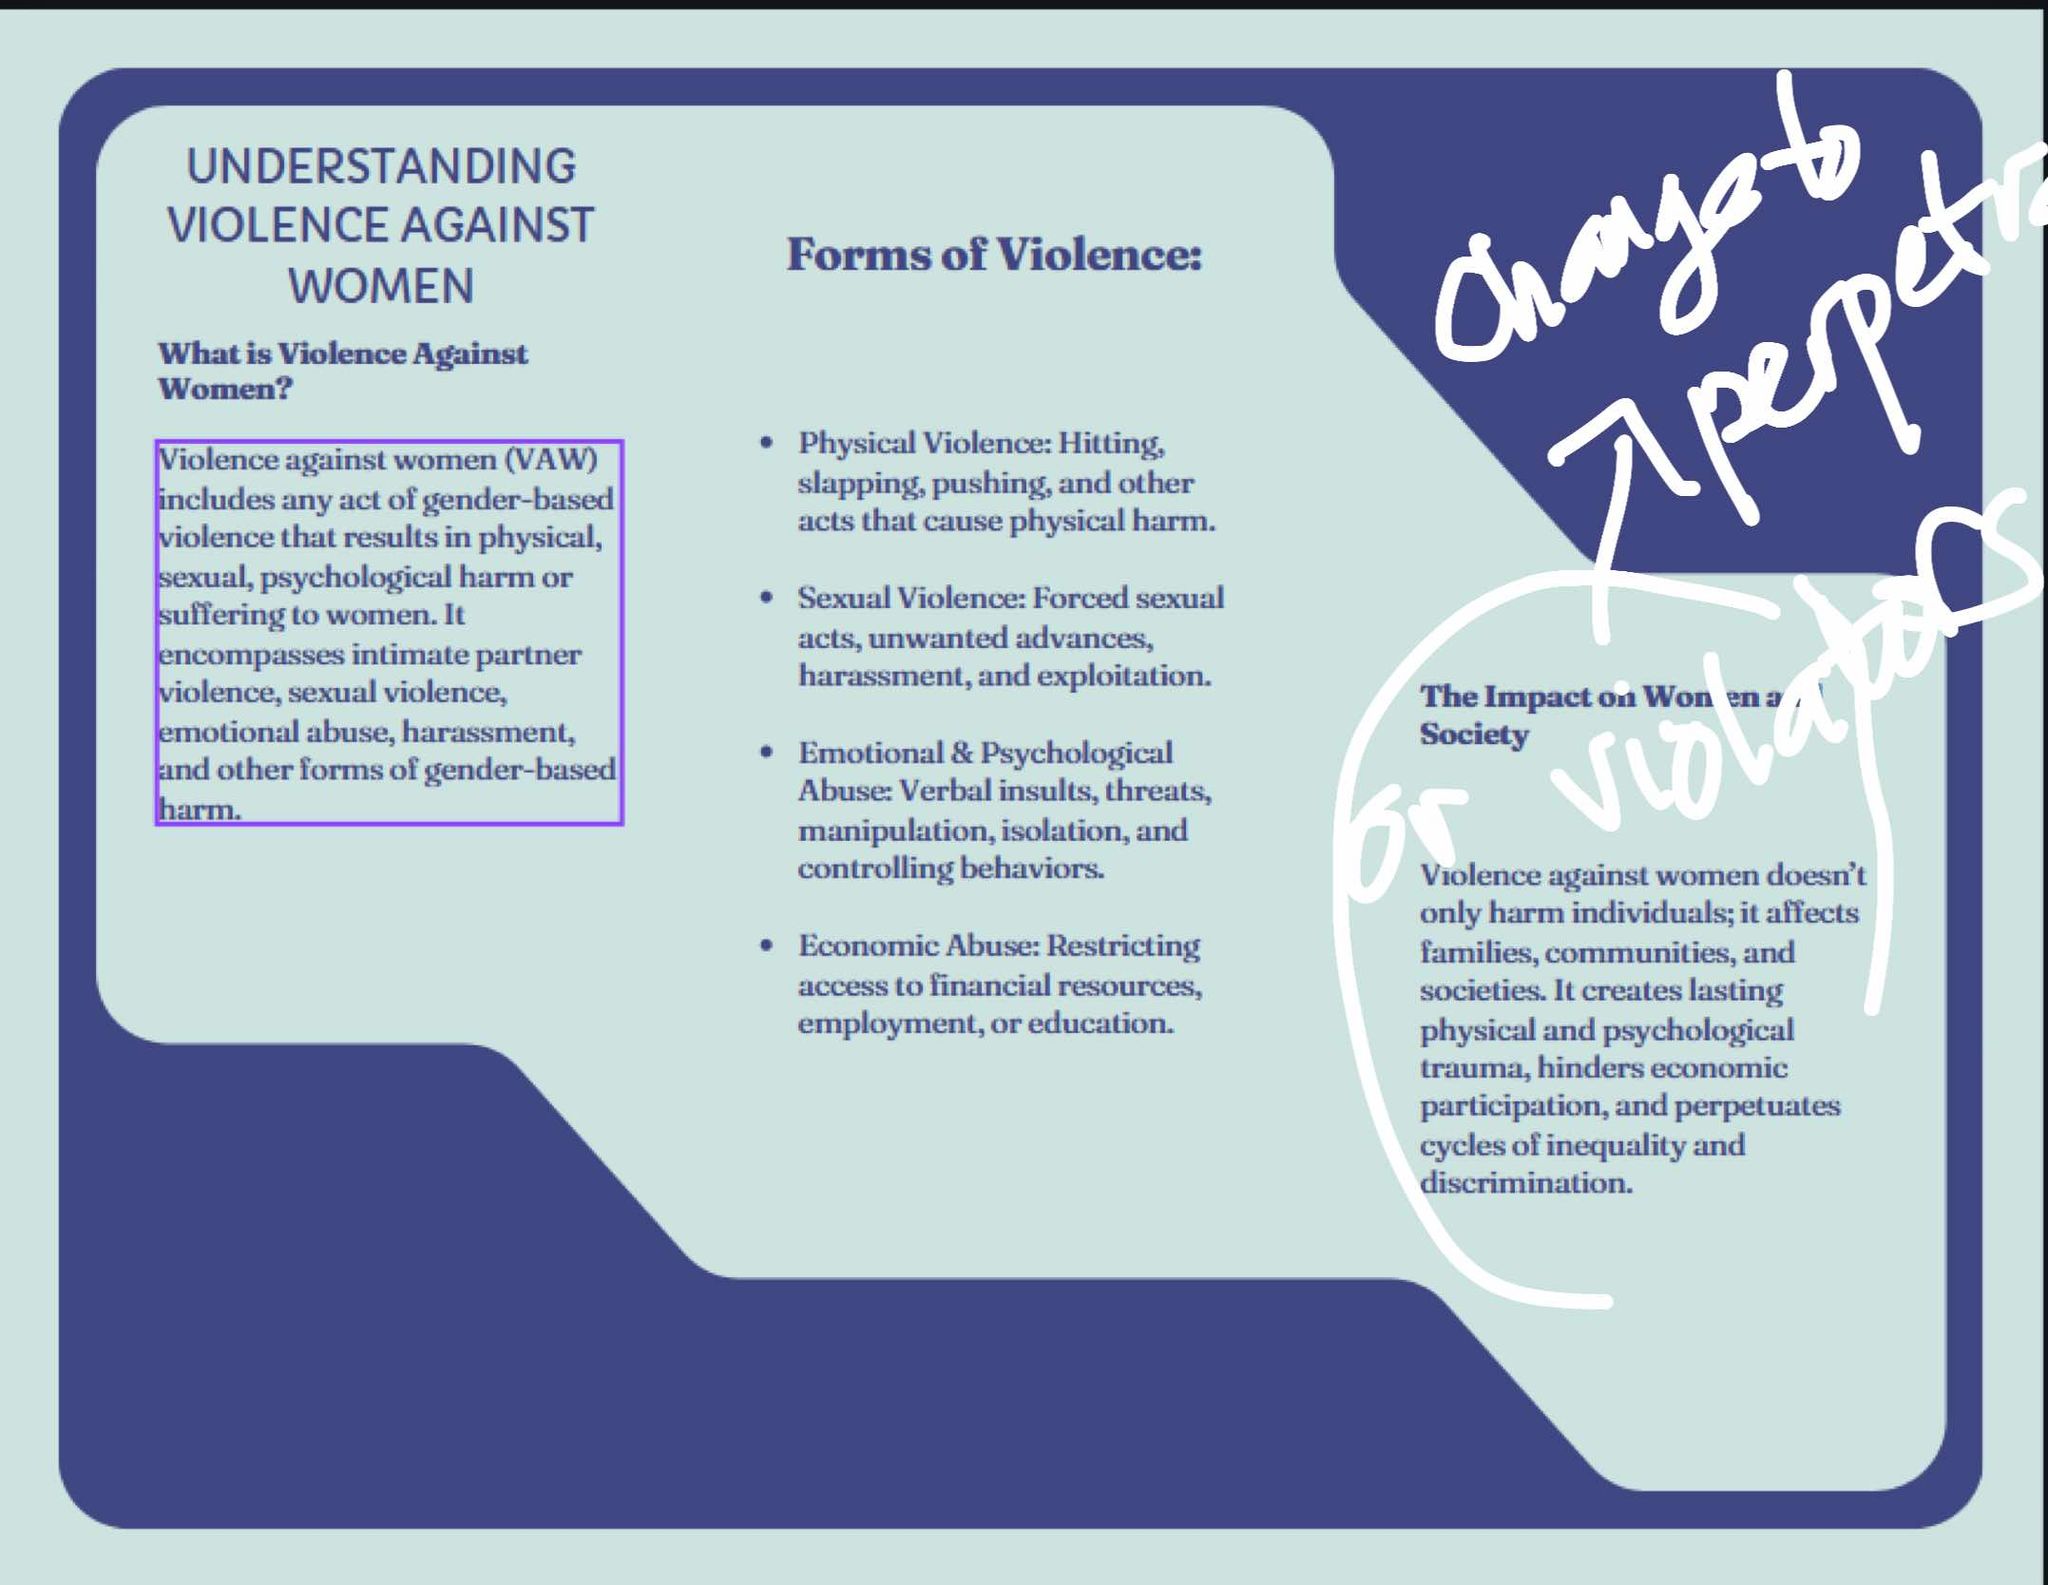 UNDERSTANDING
VIOLENCE AGAINST
WOMEN
What is Violence Against
Women?
Violence against women (VAW)
includes any act of gender-based
violence that results in physical,
sexual, psychological harm or
suffering to women. It
encompasses intimate partner
violence, sexual violence,
emotional abuse, harassment,
and other forms of gender-based
harm.
Forms of Violence:
• Physical Violence: Hitting,
slapping, pushing, and other
acts that cause physical harm.
• Sexual Violence: Forced sexual
acts, unwanted advances,
harassment, and exploitation.
• Emotional & Psychological
Abuse: Verbal insults, threats,
manipulation, isolation, and
controlling behaviors.
• Economic Abuse: Restricting
access to financial resources,
employment, or education.
change to
perpetra
or violators
The Impact on Women and
Society
Violence against women doesn’t
only harm individuals; it affects
families, communities, and
societies. It creates lasting
physical and psychological
trauma, hinders economic
participation, and perpetuates
cycles of inequality and
discrimination.